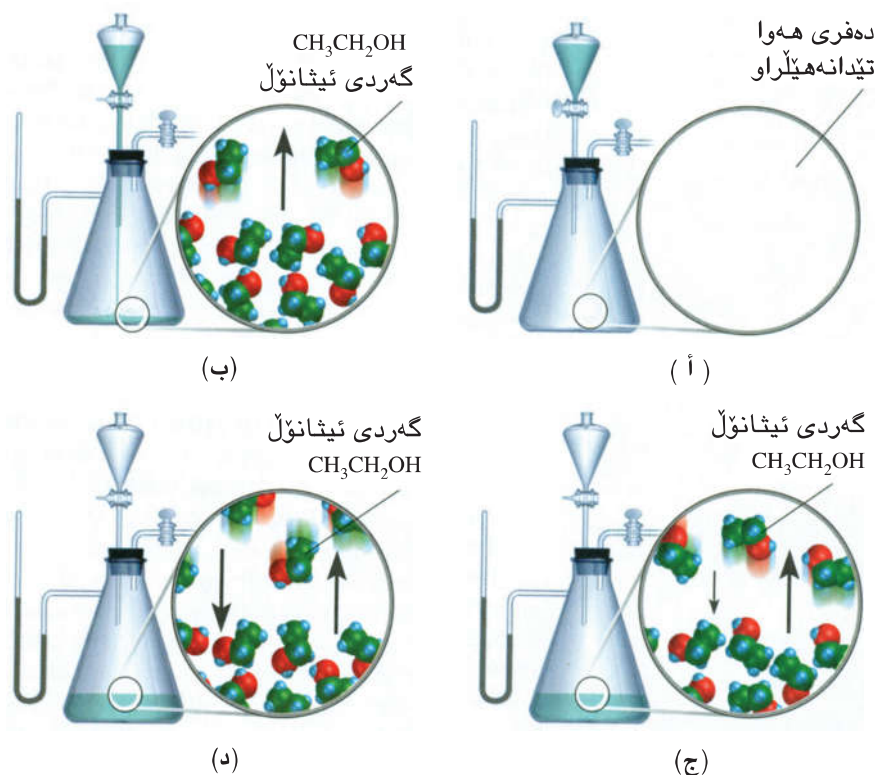 دەفری هەوا
تێدانەهێڵراو
( أ )
CH₃CH₂OH
گەردی ئیثانۆڵ
(ب)
گەردی ئیثانۆڵ
CH₃CH₂OH
(ج)
گەردی ئیثانۆڵ
CH₃CH₂OH
(د)